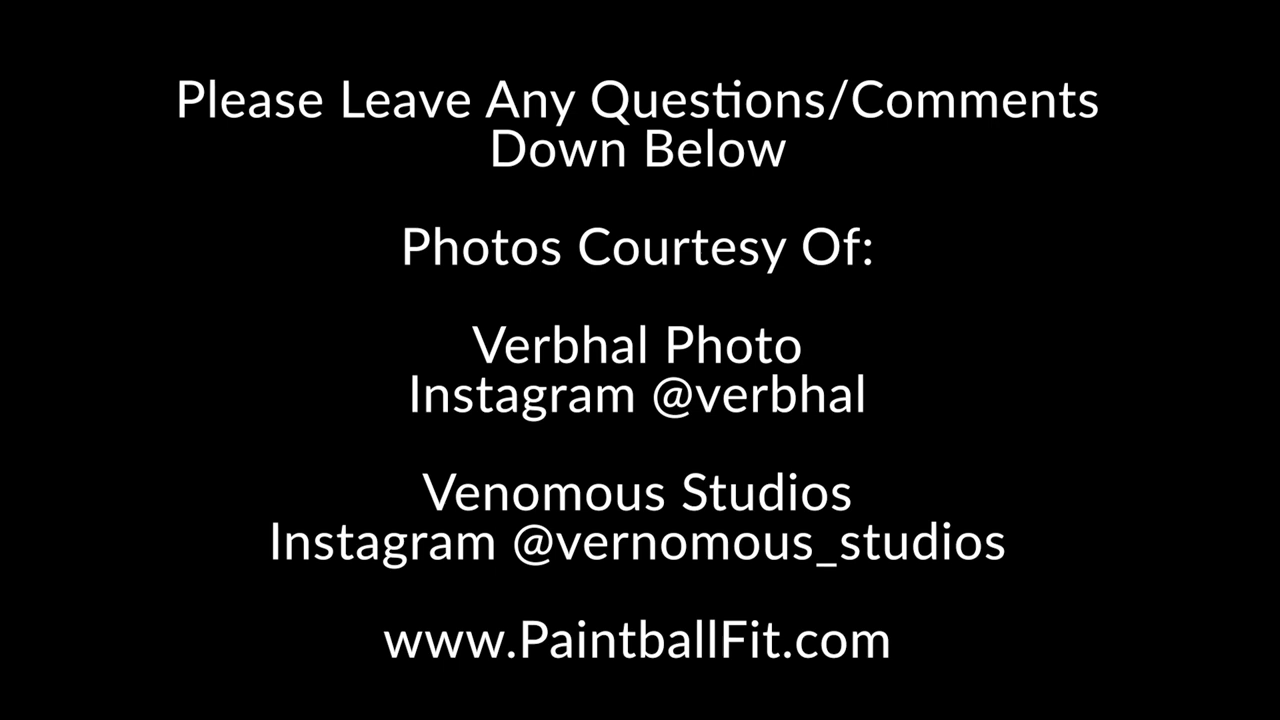 Please Leave Any Questions/Comments
Down Below
Photos Courtesy Of:
Verbhal Photo
Instagram @verbhal
Venomous Studios
Instagram @vernomous_studios
www.PaintballFit.com